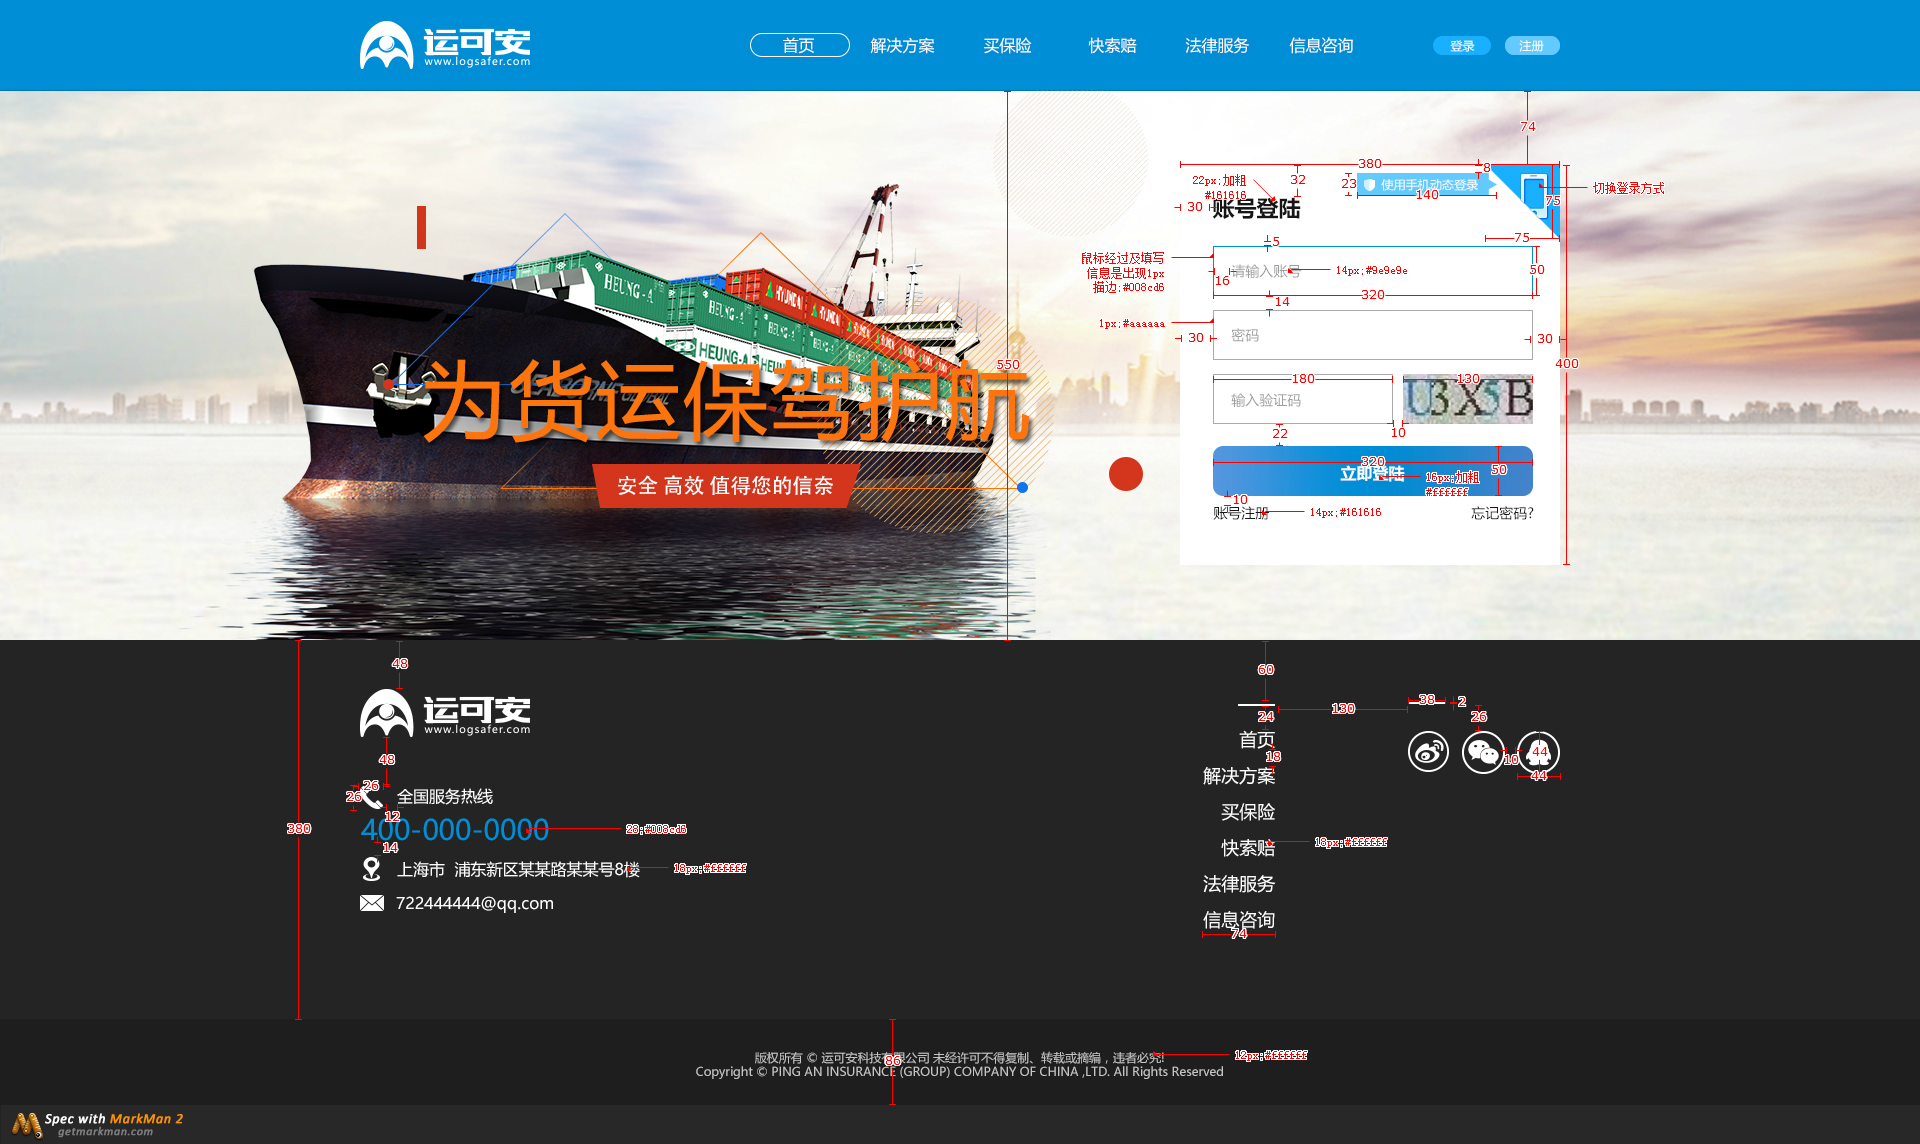 运可安
www.logsafer.com
首页 解决方案 买保险 快索赔 法律服务 信息咨询
登录 注册
74
380
8
22px;加粗
#161616
32
23
使用手机动态登录
140
切换登录方式
75
30
账号登陆
75
5
鼠标经过及填写
信息是出现1px
描边;#008cd6
16
请输入账号
14px;#9e9e9e
50
320
14
1px;#aaaaaa
30
密码
30
550
400
180
130
输入验证码
22
10
320
立即登陆
16px;加粗
#ffffff
50
10
账号注册
14px;#161616
忘记密码?
HEUNG-A
HEUNG-A
HEUNG-A
HEUNG-A
HYUNDAI
为货运保驾护航
安全 高效 值得您的信奈
48
运可安
www.logsafer.com
48
26
26
全国服务热线
12
400-000-0000
28;#008cd6
14
上海市 浦东新区某某路某某号8楼
18px;#ffffff
722444444@qq.com
380
60
24
130
38
2
26
首页
18
解决方案
买保险
快索赔
18px;#ffffff
法律服务
信息咨询
74
10
44
44
版权所有 © 运可安科技有限公司 未经许可不得复制、转载或摘编，违者必究!
12px;#ffffff
86
Copyright © PING AN INSURANCE (GROUP) COMPANY OF CHINA ,LTD. All Rights Reserved
Spec with MarkMan 2
getmarkman.com